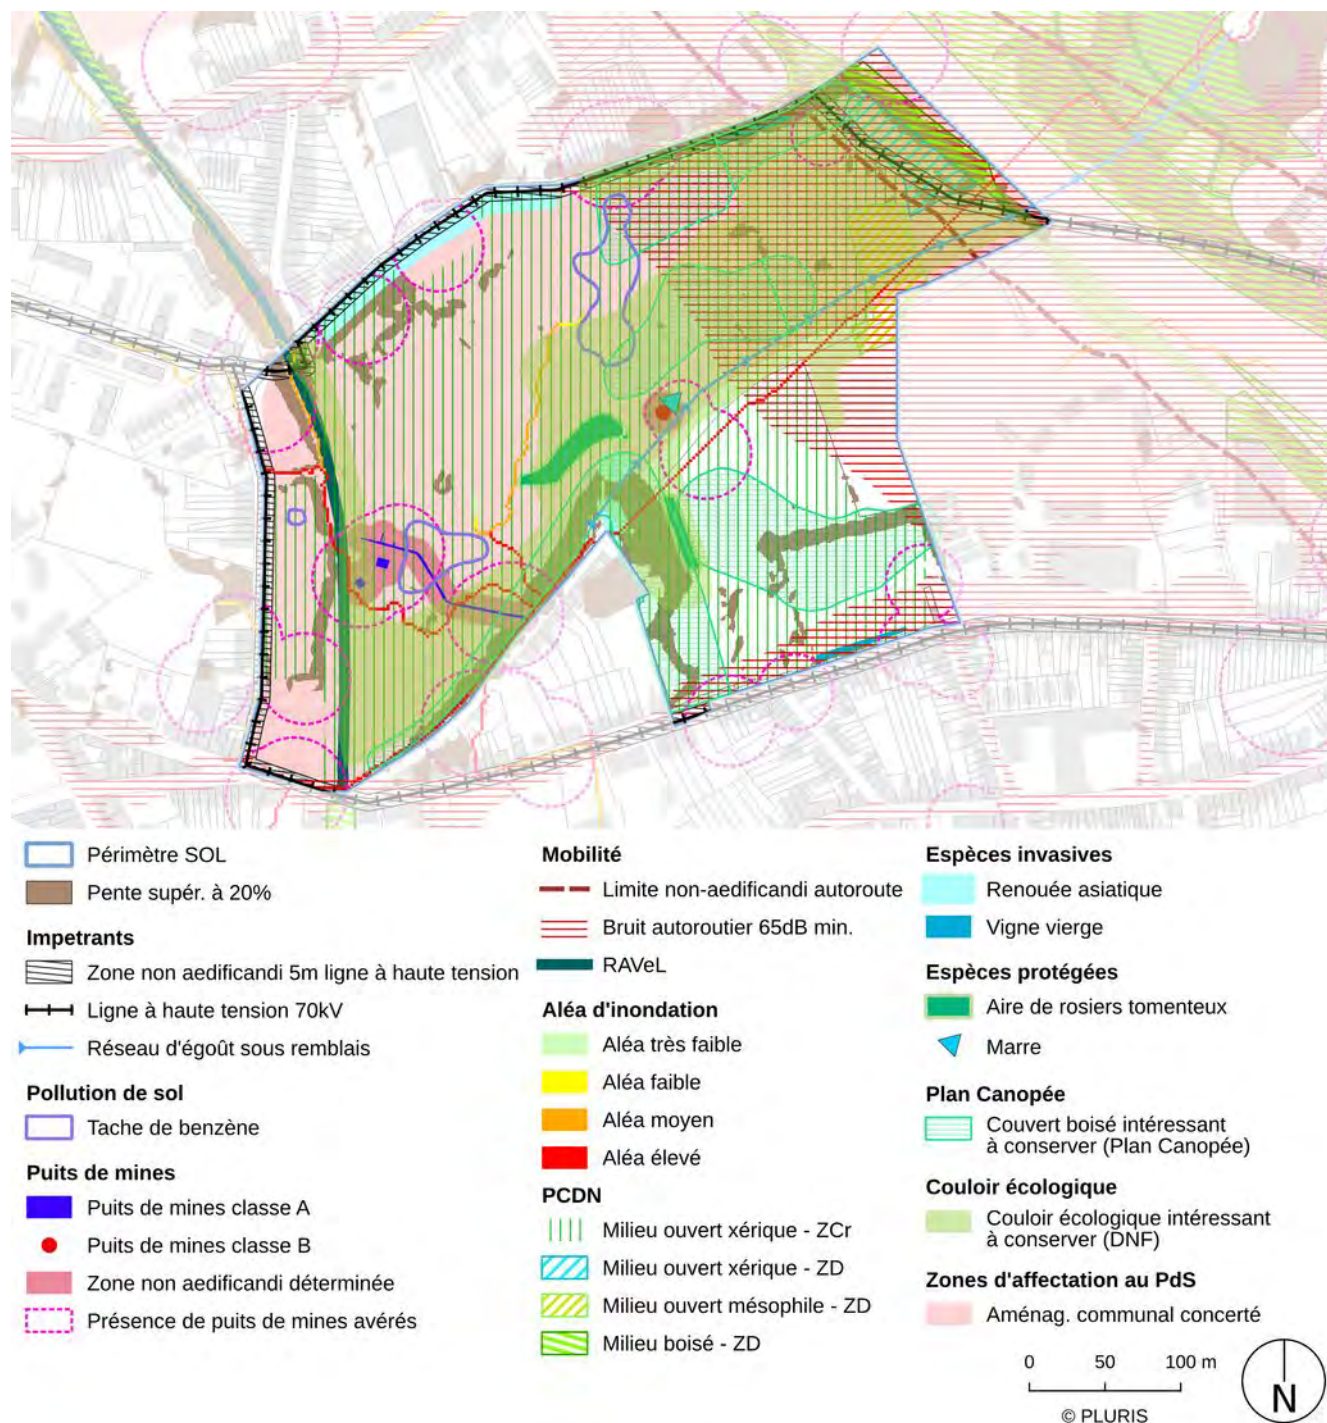 Périmètre SOL
Pente supér. à 20%
Impetrants
Zone non aedificandi 5m ligne à haute tension
Ligne à haute tension 70kV
Réseau d'égoût sous remblais
Pollution de sol
Tache de benzène
Puits de mines
Puits de mines classe A
Puits de mines classe B
Zone non aedificandi déterminée
Présence de puits de mines avérés
Mobilité
Limite non-aedificandi autoroute
Bruit autoroutier 65dB min.
RAVeL
Aléa d'inondation
Aléa très faible
Aléa faible
Aléa moyen
Aléa élevé
PCDN
Milieu ouvert xérique - ZCr
Milieu ouvert xérique - ZD
Milieu ouvert mésophile - ZD
Milieu boisé - ZD
Espèces invasives
Renouée asiatique
Vigne vierge
Espèces protégées
Aire de rosiers tomenteux
Marre
Plan Canopée
Couvert boisé intéressant
à conserver (Plan Canopée)
Couloir écologique
Couloir écologique intéressant
à conserver (DNF)
Zones d'affectation au PdS
Aménag. communal concerté
0 50 100 m
© PLURIS
N